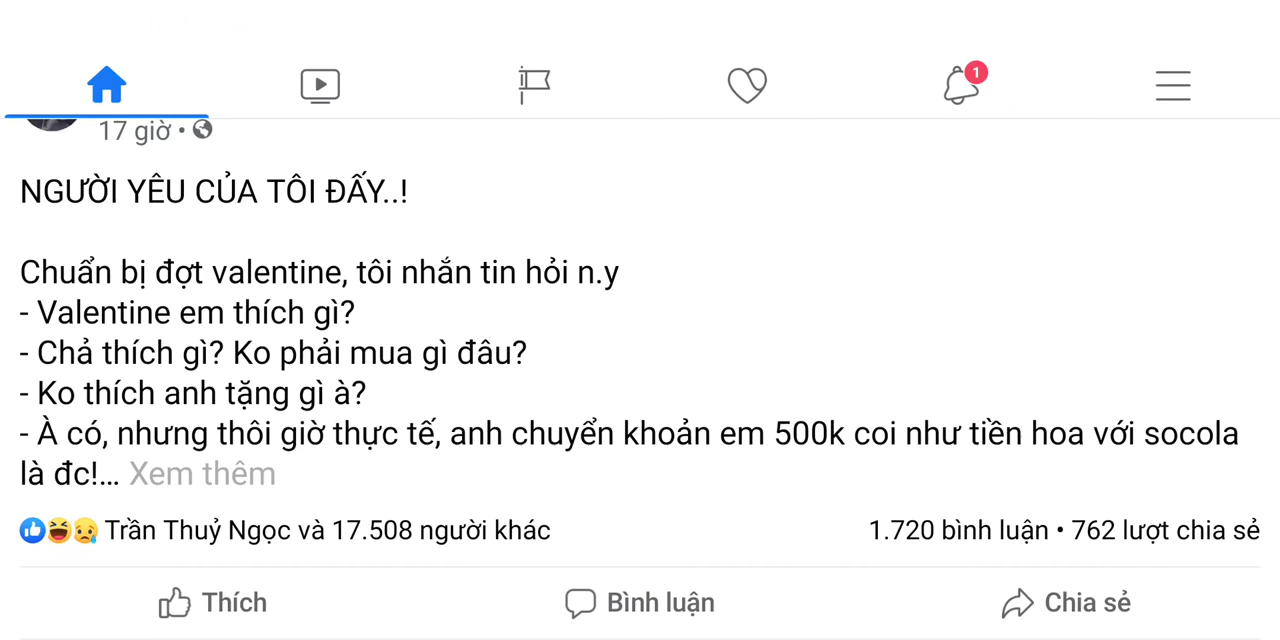 1
17 giờ •
NGƯỜI YÊU CỦA TÔI ĐẤY..!
Chuẩn bị đợt valentine, tôi nhắn tin hỏi n.y
- Valentine em thích gì?
- Chả thích gì? Ko phải mua gì đâu?
- Ko thích anh tặng gì à?
- À có, nhưng thôi giờ thực tế, anh chuyển khoản em 500k coi như tiền hoa với socola
là đc!... Xem thêm
Trần Thuỷ Ngọc và 17.508 người khác 1.720 bình luận • 762 lượt chia sẻ
Thích Bình luận Chia sẻ